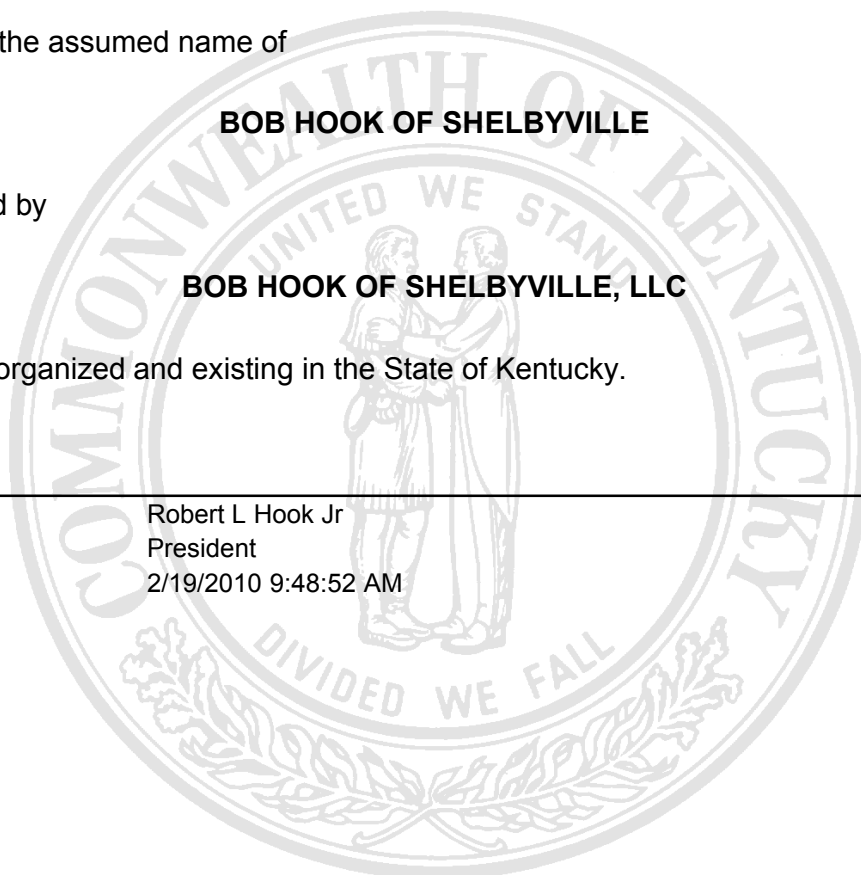 the assumed name of
BOB HOOK OF SHELBYVILLE
d by
BOB HOOK OF SHELBYVILLE, LLC
organized and existing in the State of Kentucky.
Robert L Hook Jr
President
2/19/2010 9:48:52 AM
COMMONWEALTH OF KENTUCKY
UNITED WE STAND
DIVIDED WE FALL